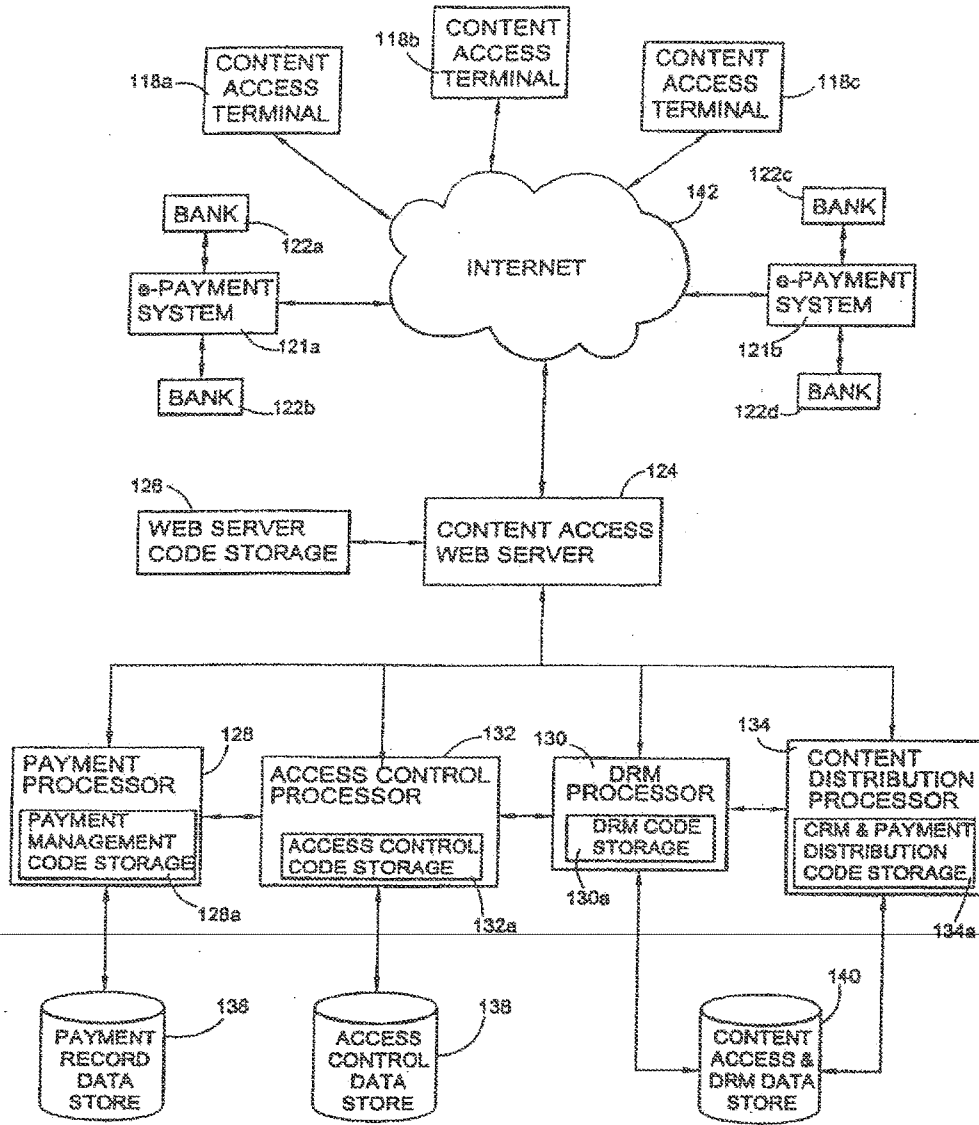 118a
CONTENT
ACCESS
TERMINAL
118b
CONTENT
ACCESS
TERMINAL
CONTENT
ACCESS
TERMINAL
118c
BANK
122a
e-PAYMENT
SYSTEM
121a
BANK
122b
INTERNET
142
122c
BANK
e-PAYMENT
SYSTEM
121b
BANK
122d
126
WEB SERVER
CODE STORAGE
124
CONTENT ACCESS
WEB SERVER
128
PAYMENT
PROCESSOR
PAYMENT
MANAGEMENT
CODE STORAGE
128a
132
ACCESS CONTROL
PROCESSOR
ACCESS CONTROL
CODE STORAGE
132a
130
DRM
PROCESSOR
DRM CODE
STORAGE
130a
134
CONTENT
DISTRIBUTION
PROCESSOR
CRM & PAYMENT
DISTRIBUTION
CODE STORAGE
134a
136
PAYMENT
RECORD
DATA
STORE
138
ACCESS
CONTROL
DATA
STORE
140
CONTENT
ACCESS &
DRM DATA
STORE